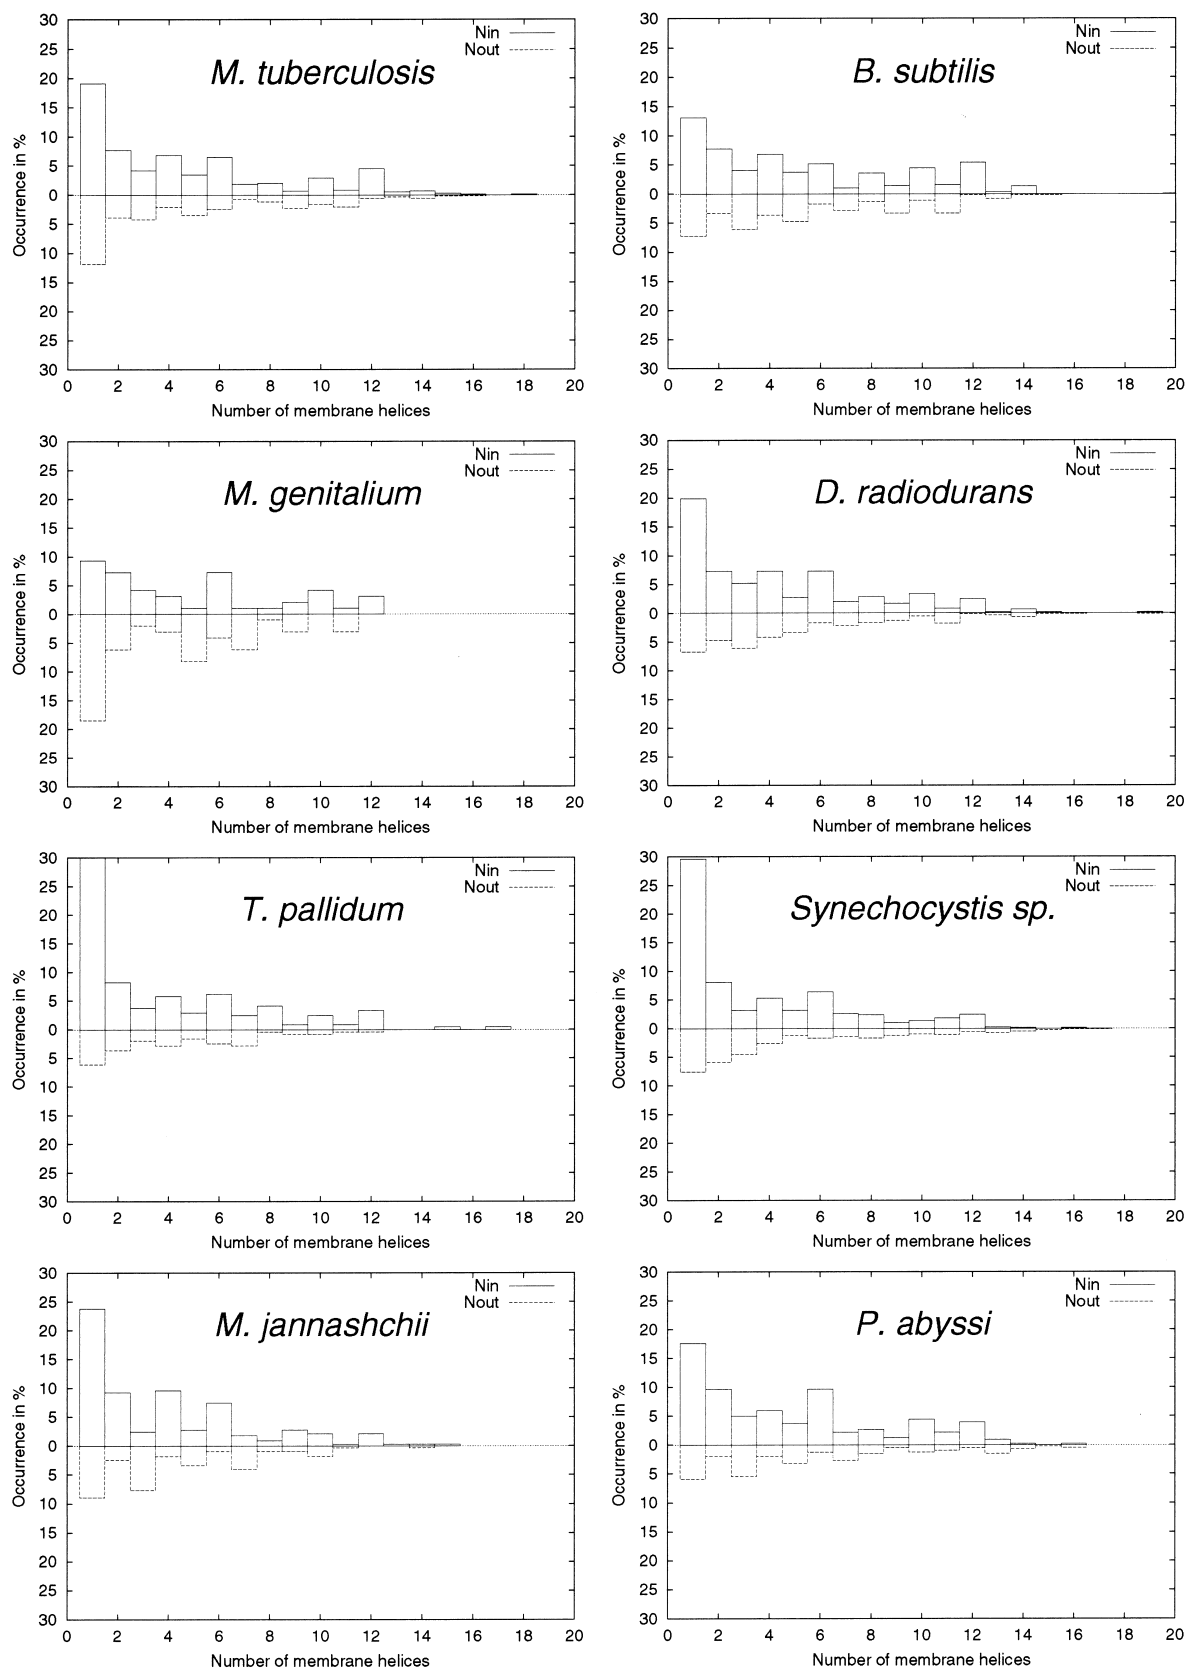 30
25
20
15
10
5
0
5
10
15
20
25
30
Occurrence in %
Nin
Nout
M. tuberculosis
0 2 4 6 8 10 12 14 16 18 20
Number of membrane helices
30
25
20
15
10
5
0
5
10
15
20
25
30
Occurrence in %
Nin
Nout
B. subtilis
0 2 4 6 8 10 12 14 16 18 20
Number of membrane helices
30
25
20
15
10
5
0
5
10
15
20
25
30
Occurrence in %
Nin
Nout
M. genitalium
0 2 4 6 8 10 12 14 16 18 20
Number of membrane helices
30
25
20
15
10
5
0
5
10
15
20
25
30
Occurrence in %
Nin
Nout
D. radiodurans
0 2 4 6 8 10 12 14 16 18 20
Number of membrane helices
30
25
20
15
10
5
0
5
10
15
20
25
30
Occurrence in %
Nin
Nout
T. pallidum
0 2 4 6 8 10 12 14 16 18 20
Number of membrane helices
30
25
20
15
10
5
0
5
10
15
20
25
30
Occurrence in %
Nin
Nout
Synechocystis sp.
0 2 4 6 8 10 12 14 16 18 20
Number of membrane helices
30
25
20
15
10
5
0
5
10
15
20
25
30
Occurrence in %
Nin
Nout
M. jannashchii
0 2 4 6 8 10 12 14 16 18 20
Number of membrane helices
30
25
20
15
10
5
0
5
10
15
20
25
30
Occurrence in %
Nin
Nout
P. abyssi
0 2 4 6 8 10 12 14 16 18 20
Number of membrane helices